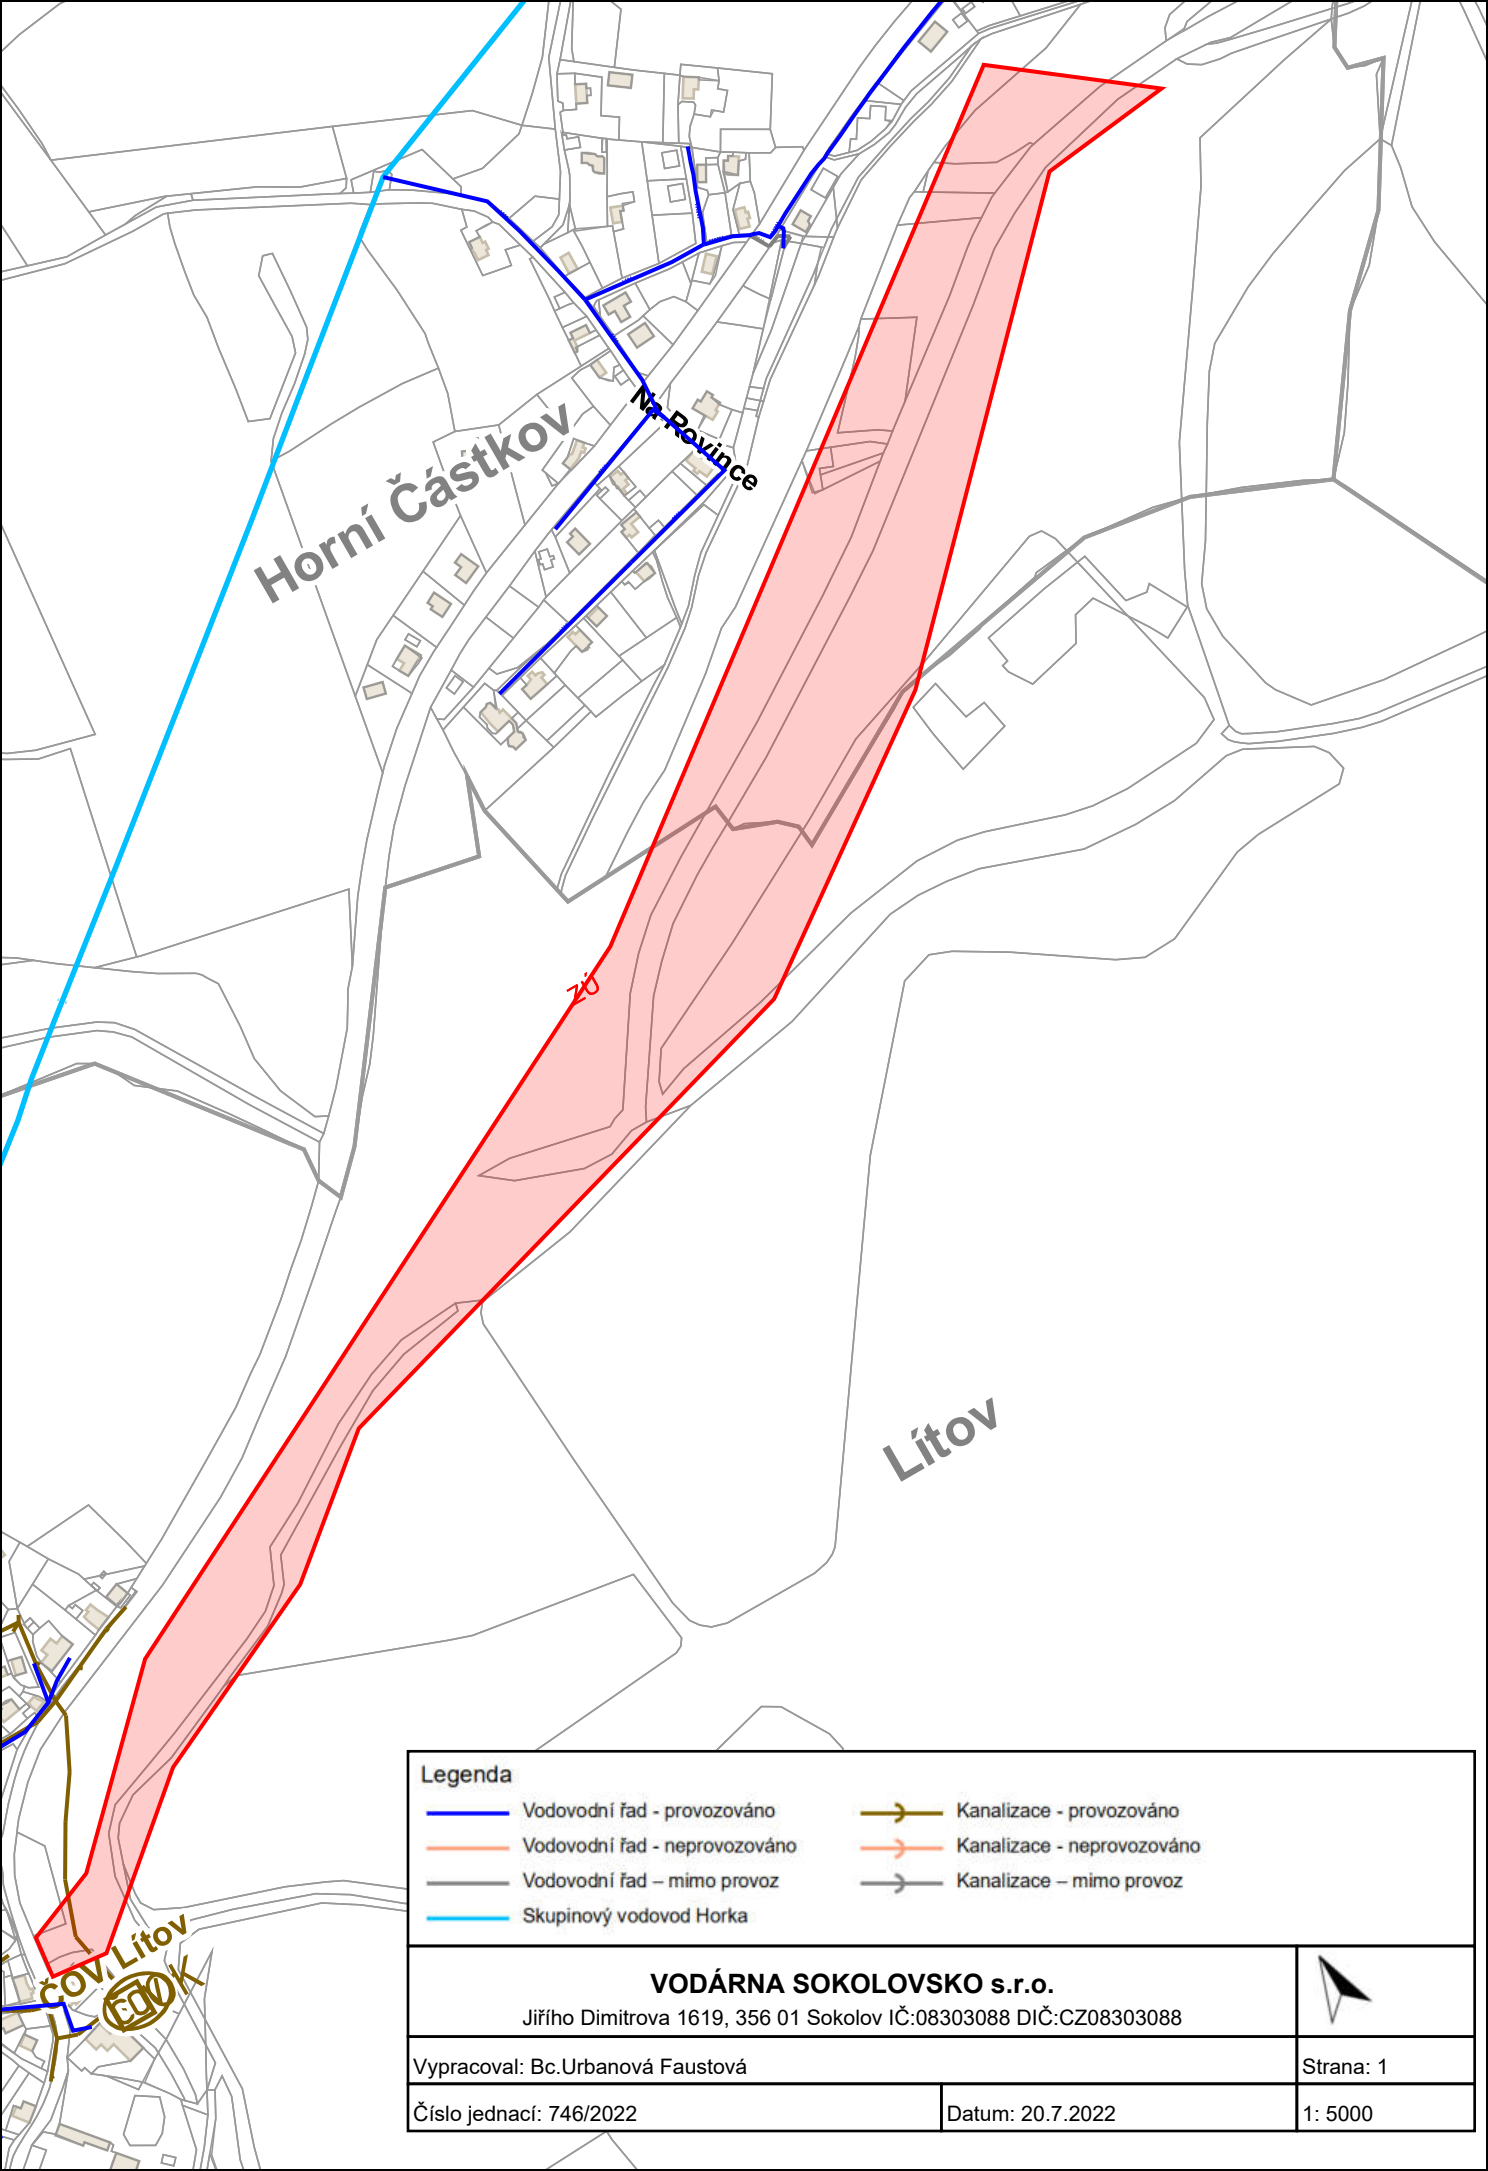 Na Rovince
Horní Částkov
ZÚ
Lítov
ČOV Lítov
ČOV K
Legenda
Vodovodní řad - provozováno
Vodovodní řad - neprovozováno
Vodovodní řad – mimo provoz
Skupinový vodovod Horka
Kanalizace - provozováno
Kanalizace - neprovozováno
Kanalizace – mimo provoz
VODÁRNA SOKOLOVSKO s.r.o.
Jiřího Dimitrova 1619, 356 01 Sokolov IČ:08303088 DIČ:CZ08303088
Vypracoval: Bc.Urbanová Faustová
Strana: 1
Číslo jednací: 746/2022
Datum: 20.7.2022
1: 5000